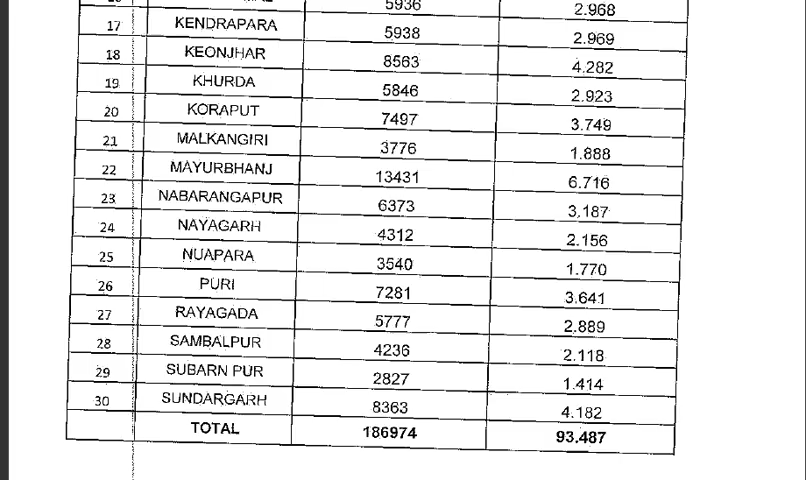 5936 2.968
17 KENDRAPARA 5938 2.969
18 KEONJHAR 8563 4.282
19 KHURDA 5846 2.923
20 KORAPUT 7497 3.749
21 MALKANGIRI 3776 1.888
22 MAYURBHANJ 13431 6.716
23 NABARANGAPUR 6373 3.187
24 NAYAGARH 4312 2.156
25 NUAPARA 3540 1.770
26 PURI 7281 3.641
27 RAYAGADA 5777 2.889
28 SAMBALPUR 4236 2.118
29 SUBARN PUR 2827 1.414
30 SUNDARGARH 8363 4.182
TOTAL 186974 93.487